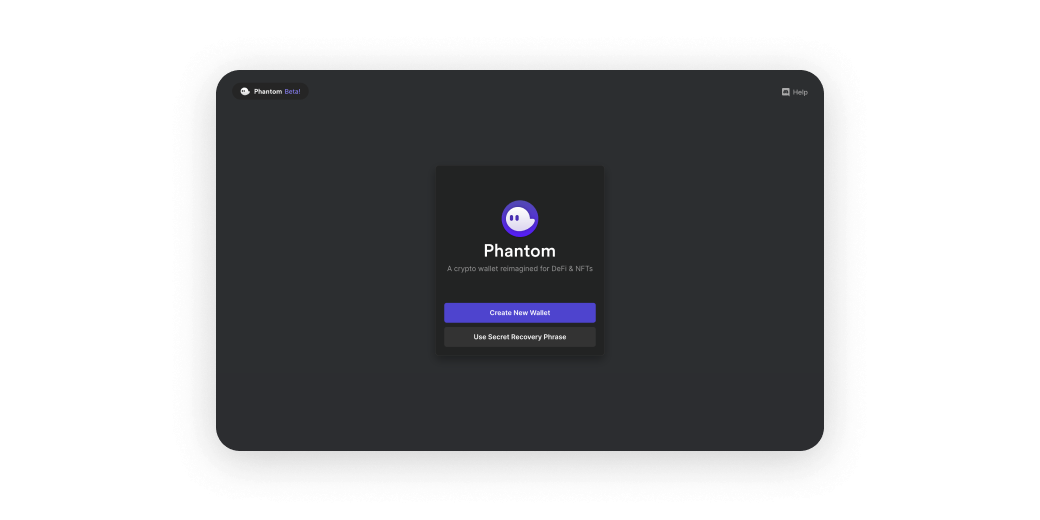 Phantom Beta!
Help
Phantom
A crypto wallet reimagined for DeFi & NFTs
Create New Wallet
Use Secret Recovery Phrase